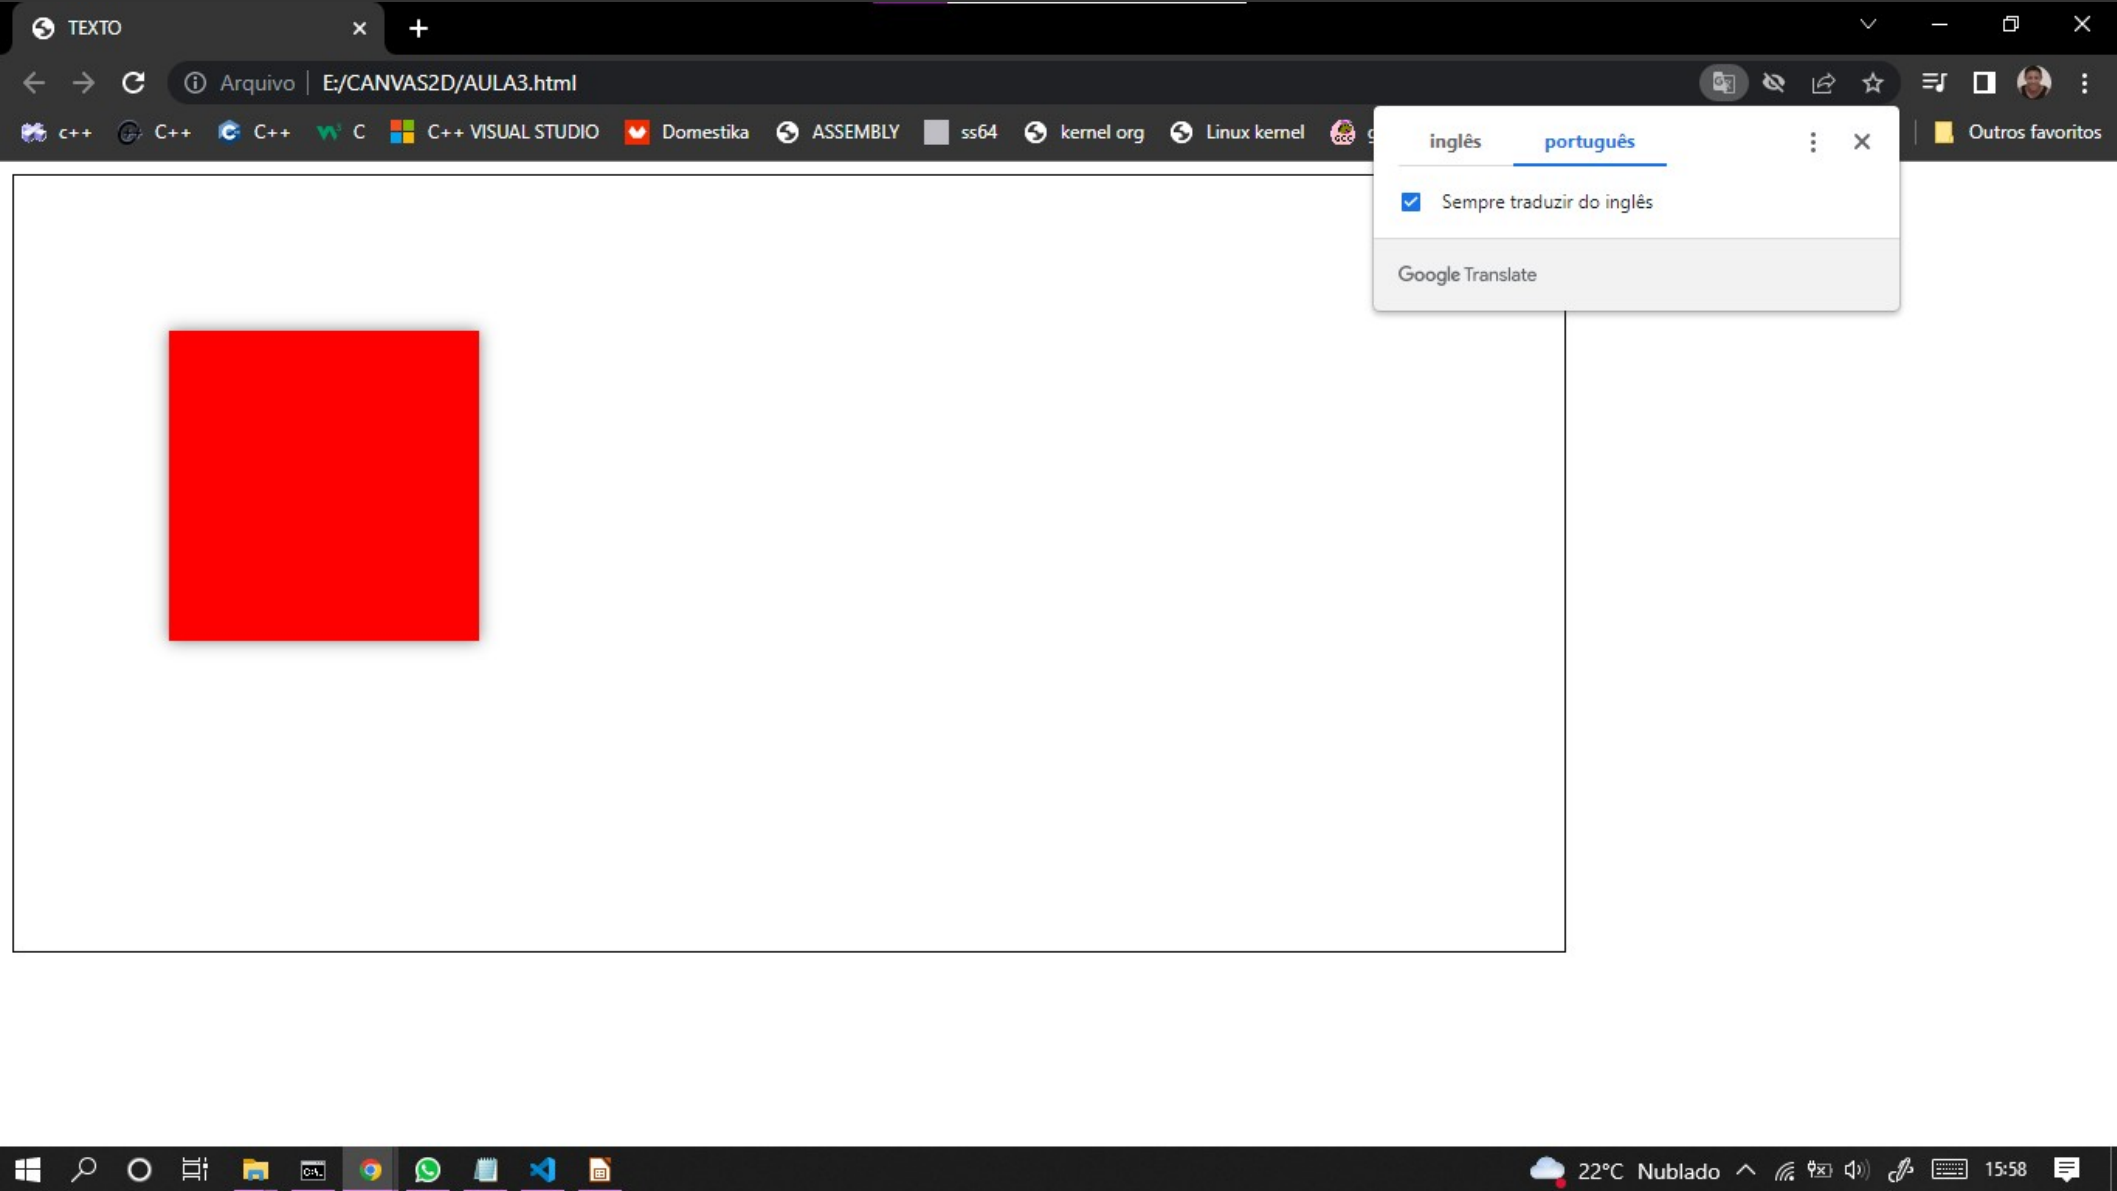 TEXTO
Arquivo E:/CANVAS2D/AULA3.html
c++ C++ C++ C C++ VISUAL STUDIO Domestika ASSEMBLY ss64 kernel org Linux kernel g Outros favoritos
inglês português
Sempre traduzir do inglês
Google Translate
22°C Nublado 15:58